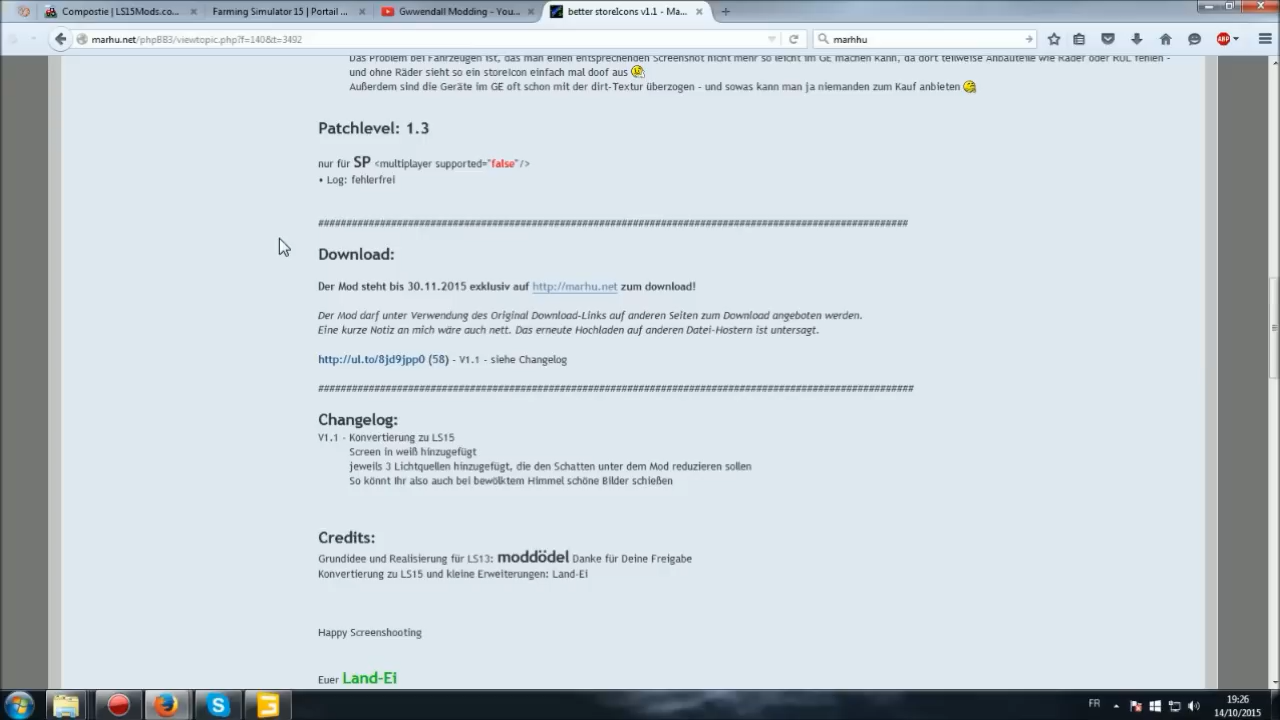 Compostie | LS15Mods.co...
Farming Simulator 15 | Portail ...
Gwwendall Modding - You...
better storeIcons v1.1 - Ma...
marhu.net/phpBB3/viewtopic.php?f=140&t=3492
marhhu
ABP
Das Problem bei Fahrzeugen ist, das man einen entsprechenden Screenshot nicht mehr so leicht im GE machen kann, da dort teilweise Anbauteile wie Räder oder RUL fehlen -
und ohne Räder sieht so ein storeIcon einfach mal doof aus
Außerdem sind die Geräte im GE oft schon mit der dirt-Textur überzogen - und sowas kann man ja niemanden zum Kauf anbieten
Patchlevel: 1.3
nur für SP <multiplayer supported="false"/>
• Log: fehlerfrei
##########################################################################################################
Download:
Der Mod steht bis 30.11.2015 exklusiv auf http://marhu.net zum download!
Der Mod darf unter Verwendung des Original Download-Links auf anderen Seiten zum Download angeboten werden.
Eine kurze Notiz an mich wäre auch nett. Das erneute Hochladen auf anderen Datei-Hostern ist untersagt.
http://ul.to/8jd9jpp0 (58) - V1.1 - siehe Changelog
###########################################################################################################
Changelog:
V1.1 - Konvertierung zu LS15
Screen in weiß hinzugefügt
jeweils 3 Lichtquellen hinzugefügt, die den Schatten unter dem Mod reduzieren sollen
So könnt Ihr also auch bei bewölktem Himmel schöne Bilder schießen
Credits:
Grundidee und Realisierung für LS13: moddödel Danke für Deine Freigabe
Konvertierung zu LS15 und kleine Erweiterungen: Land-Ei
Happy Screenshooting
Euer Land-Ei
FR
19:26
14/10/2015